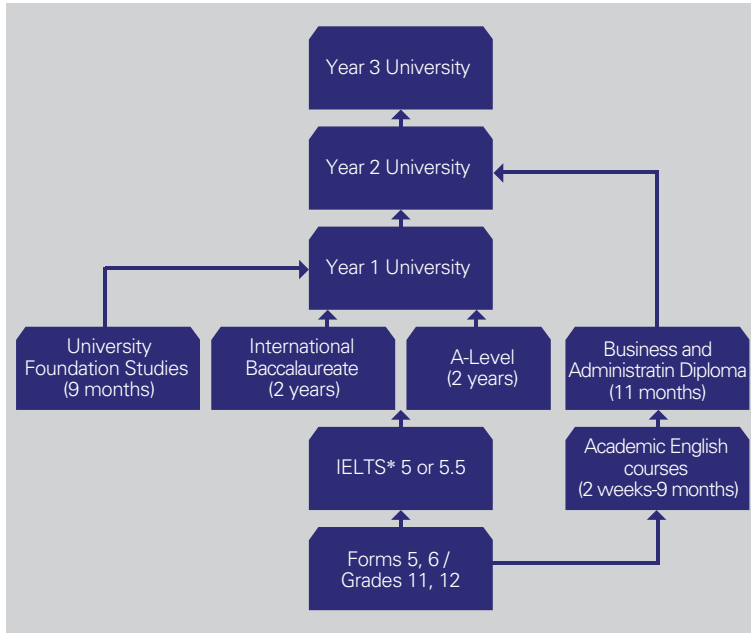 Year 3 University
Year 2 University
Year 1 University
University
Foundation Studies
(9 months)
International
Baccalaureate
(2 years)
A-Level
(2 years)
Business and
Administratin Diploma
(11 months)
IELTS* 5 or 5.5
Academic English
courses
(2 weeks-9 months)
Forms 5, 6 /
Grades 11, 12